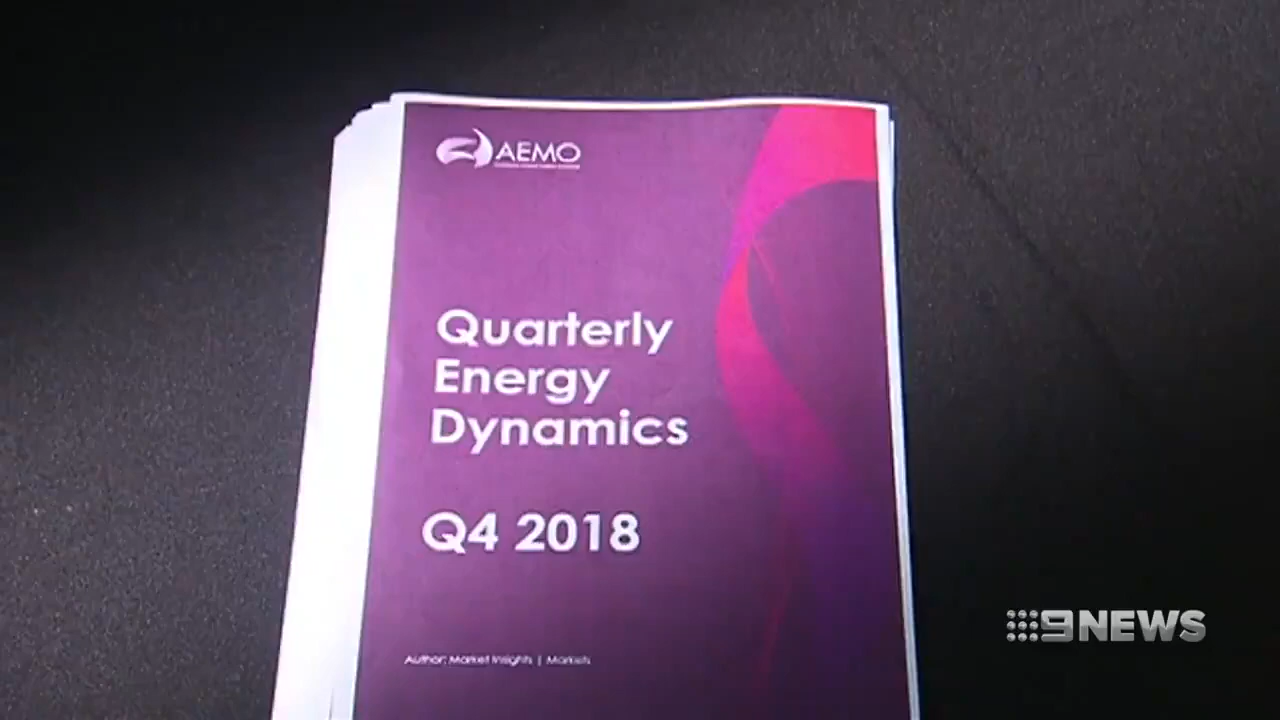 AEMO
Quarterly
Energy
Dynamics
Q4 2018
Author: Market Insights | Markets
9NEWS